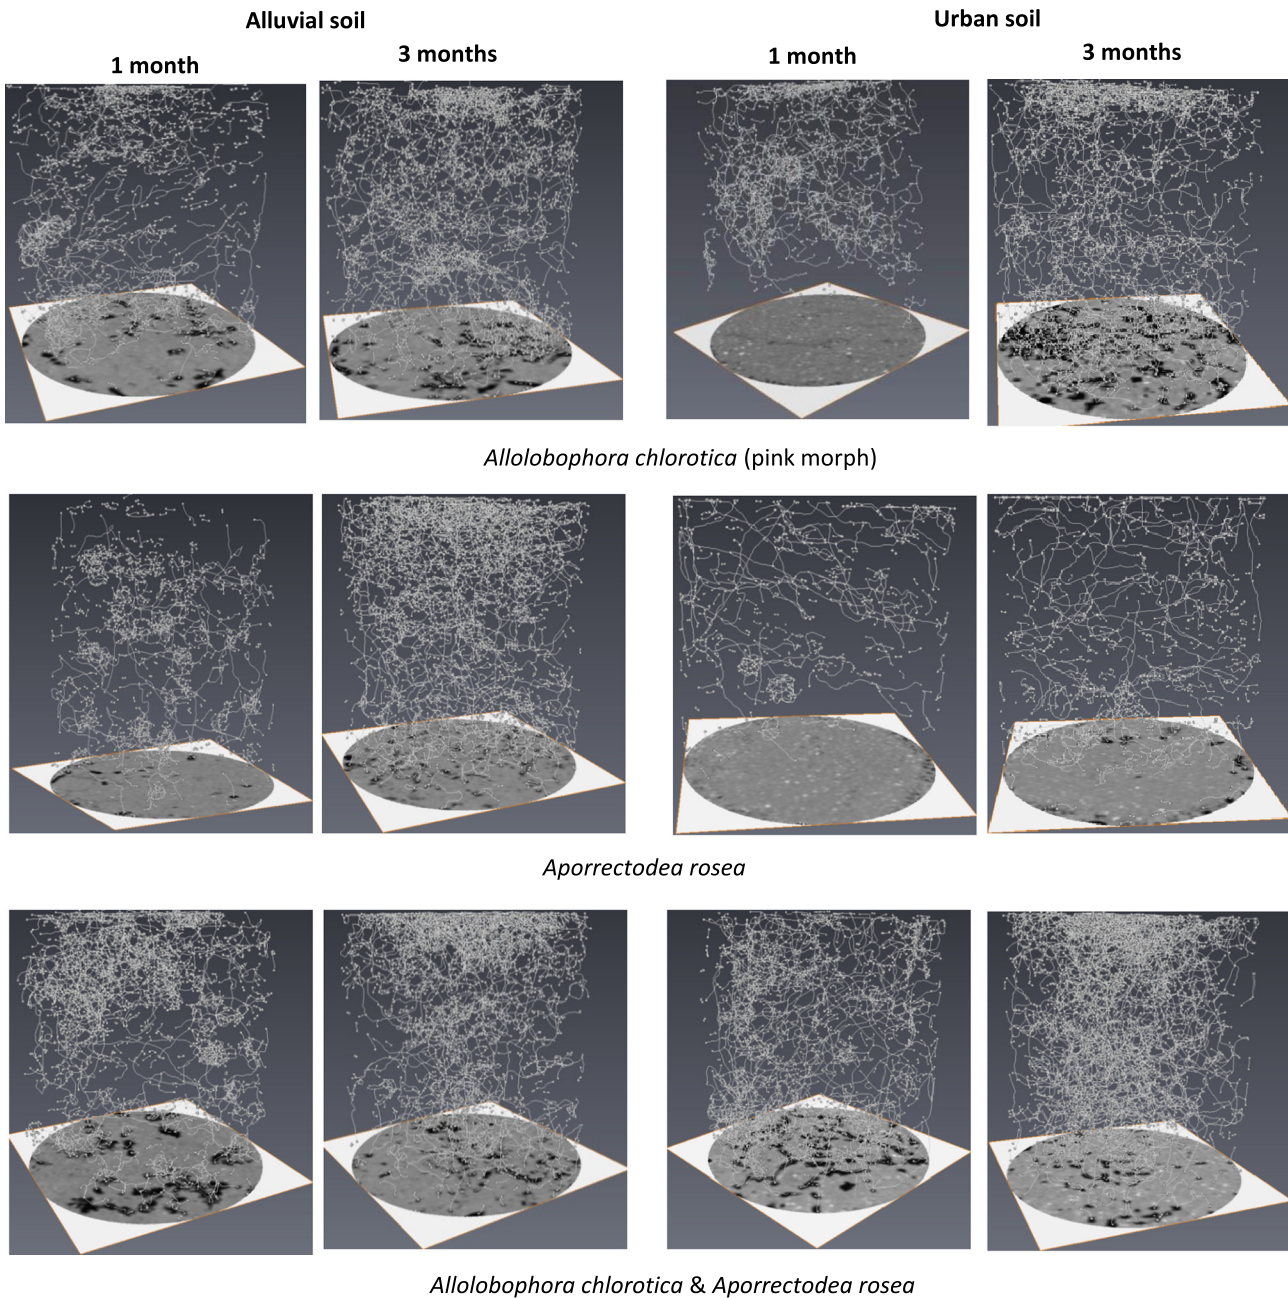 Alluvial soil
Urban soil
1 month
3 months
1 month
3 months
Allolobophora chlorotica (pink morph)
Aporrectodea rosea
Allolobophora chlorotica & Aporrectodea rosea